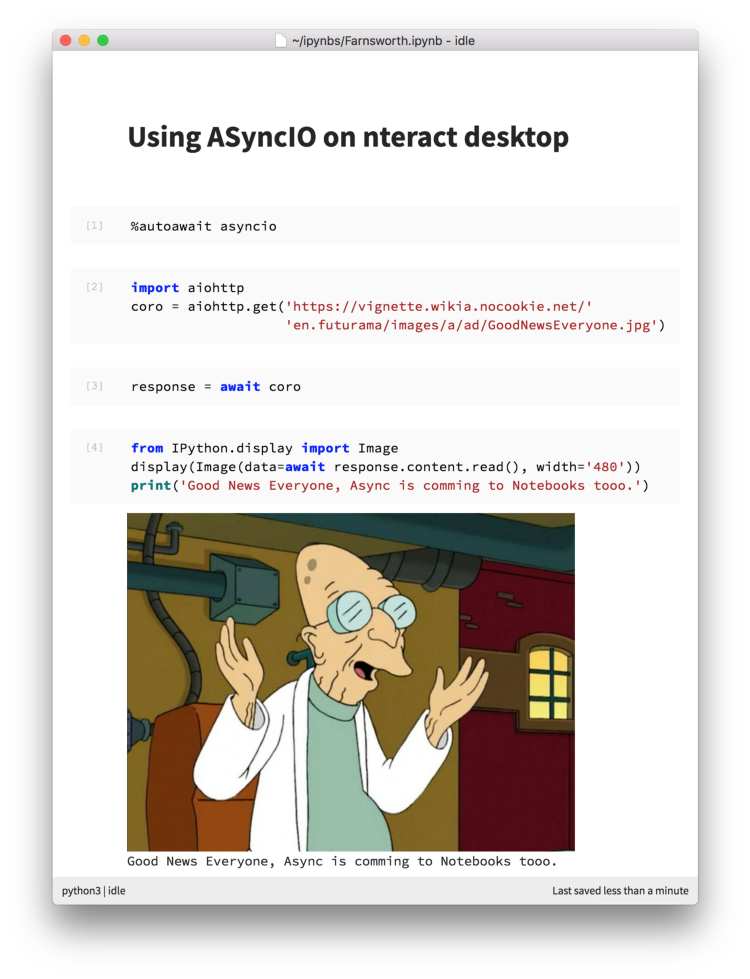 ~/ipynbs/Farnsworth.ipynb - idle
Using ASyncIO on nteract desktop
[1] %autoawait asyncio
[2] import aiohttp
coro = aiohttp.get('https://vignette.wikia.nocookie.net/'
'en.futurama/images/a/ad/GoodNewsEveryone.jpg')
[3] response = await coro
[4] from IPython.display import Image
display(Image(data=await response.content.read(), width='480'))
print('Good News Everyone, Async is comming to Notebooks tooo.')
Good News Everyone, Async is comming to Notebooks tooo.
python3 | idle Last saved less than a minute